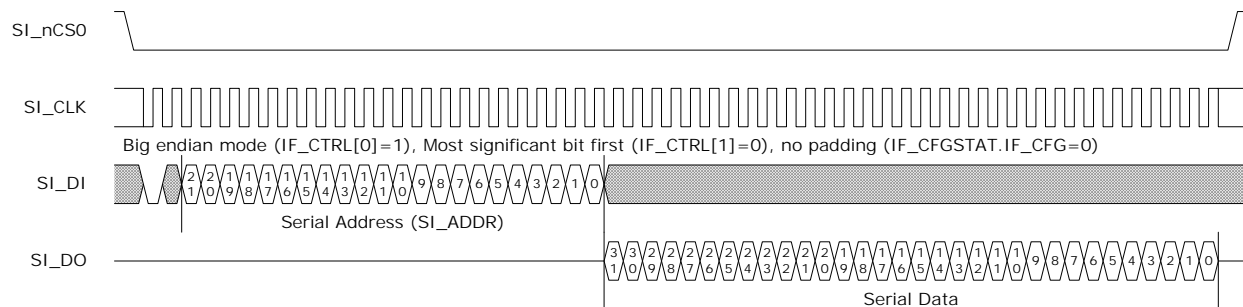 SI_nCS0
SI_CLK
Big endian mode (IF_CTRL[0]=1), Most significant bit first (IF_CTRL[1]=0), no padding (IF_CFGSTAT.IF_CFG=0)
SI_DI 21 20 19 18 17 16 15 14 13 12 11 10 9 8 7 6 5 4 3 2 1 0
Serial Address (SI_ADDR)
SI_DO 31 30 29 28 27 26 25 24 23 22 21 20 19 18 17 16 15 14 13 12 11 10 9 8 7 6 5 4 3 2 1 0
Serial Data